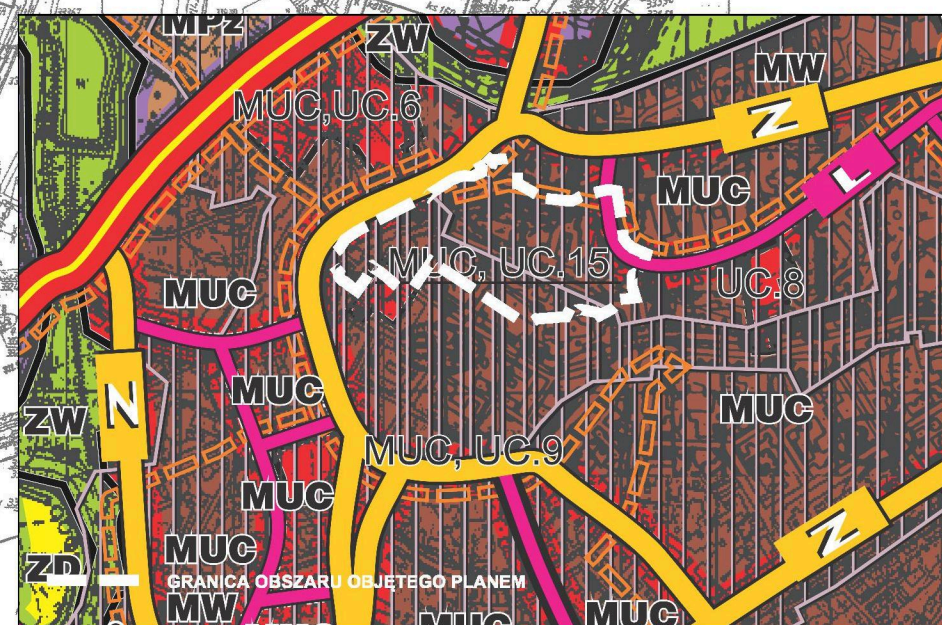 MPz
ZW
MW
MUC,UC.6
Z
L
MUC
MUC, UC.15
UC.8
MUC
MUC
Z
ZW
MUC
MUC, UC.9
MUC
Z
MUC
ZD
GRANICA OBSZARU OBJĘTEGO PLANEM
MW
MUC
MUC